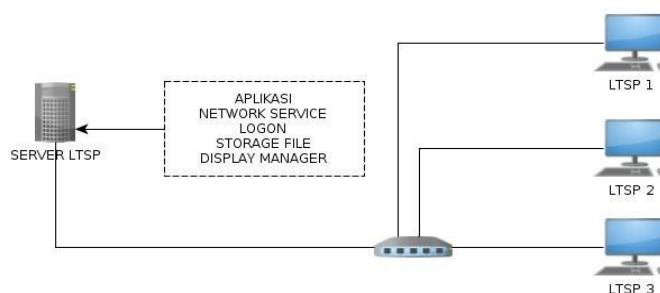 APLIKASI
NETWORK SERVICE
LOGON
STORAGE FILE
DISPLAY MANAGER
SERVER LTSP
LTSP 1
LTSP 2
LTSP 3